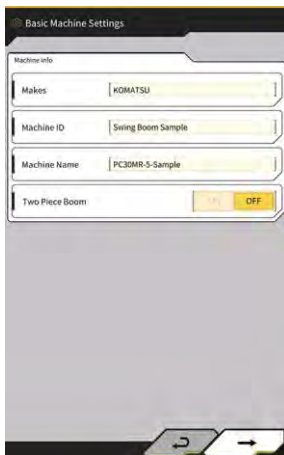 Basic Machine Settings
Machine info
Makes
KOMATSU
Machine ID
Swing Boom Sample
Machine Name
PC30MR-5-Sample
Two Piece Boom
OFF